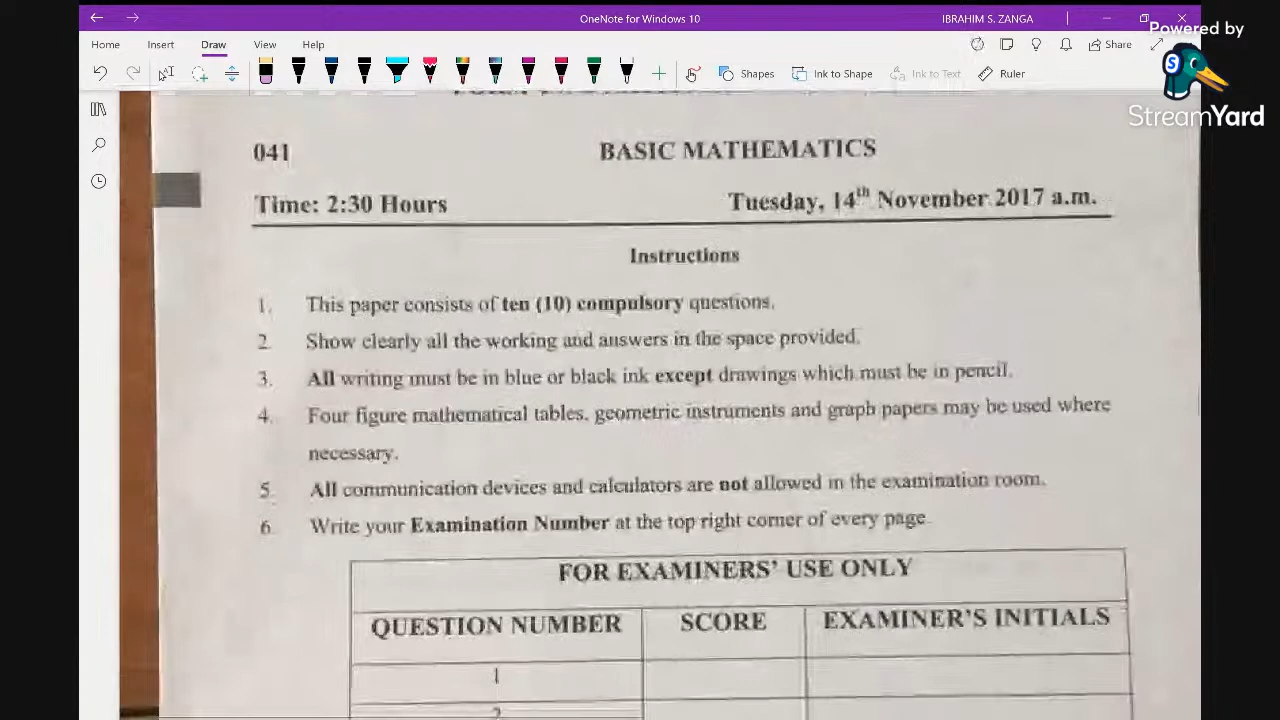 OneNote for Windows 10
IBRAHIM S. ZANGA
Powered by
StreamYard
Home Insert Draw View Help
Share
Shapes Ink to Shape Ink to Text Ruler
041 BASIC MATHEMATICS
Time: 2:30 Hours Tuesday, 14th November 2017 a.m.
Instructions
1. This paper consists of ten (10) compulsory questions.
2. Show clearly all the working and answers in the space provided.
3. All writing must be in blue or black ink except drawings which must be in pencil.
4. Four figure mathematical tables, geometric instruments and graph papers may be used where
necessary.
5. All communication devices and calculators are not allowed in the examination room.
6. Write your Examination Number at the top right corner of every page.
FOR EXAMINERS' USE ONLY
QUESTION NUMBER SCORE EXAMINER'S INITIALS
1
2